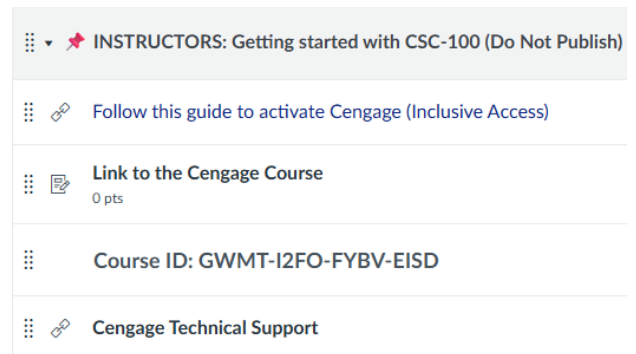 INSTRUCTORS: Getting started with CSC-100 (Do Not Publish)
Follow this guide to activate Cengage (Inclusive Access)
Link to the Cengage Course
0 pts
Course ID: GWMT-I2FO-FYBV-EISD
Cengage Technical Support